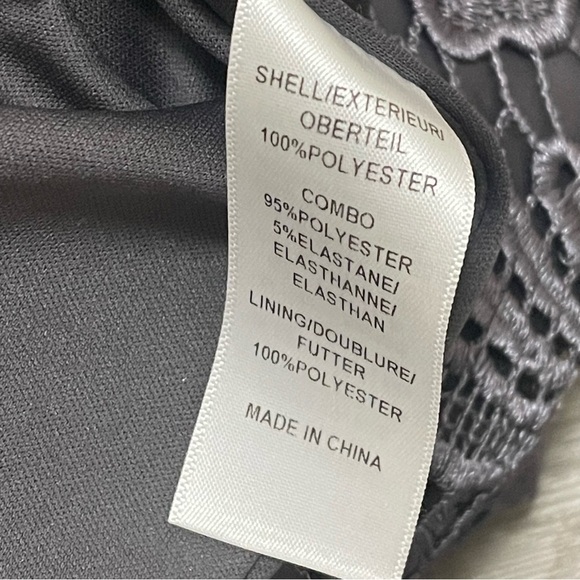 SHELL/EXTERIEUR/
OBERTEIL
100%POLYESTER
COMBO
95%POLYESTER
5%ELASTANE/
ELASTHANNE/
ELASTHAN
LINING/DOUBLURE/
FUTTER
100%POLYESTER
MADE IN CHINA